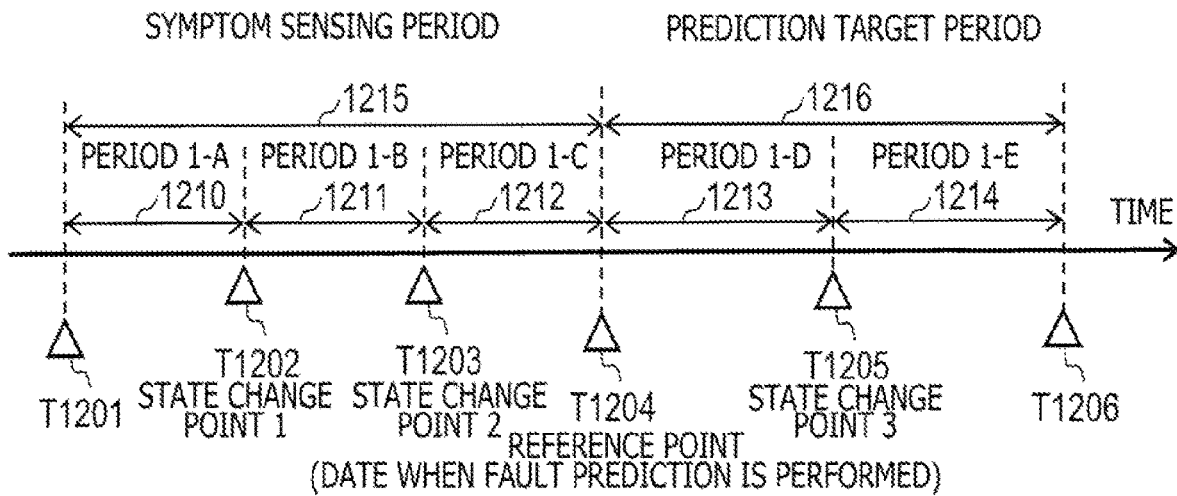 SYMPTOM SENSING PERIOD
PREDICTION TARGET PERIOD
1215
1216
PERIOD 1-A
PERIOD 1-B
PERIOD 1-C
PERIOD 1-D
PERIOD 1-E
1210
1211
1212
1213
1214
TIME
T1201
T1202
STATE CHANGE
POINT 1
T1203
STATE CHANGE
POINT 2
T1204
REFERENCE POINT
(DATE WHEN FAULT PREDICTION IS PERFORMED)
T1205
STATE CHANGE
POINT 3
T1206